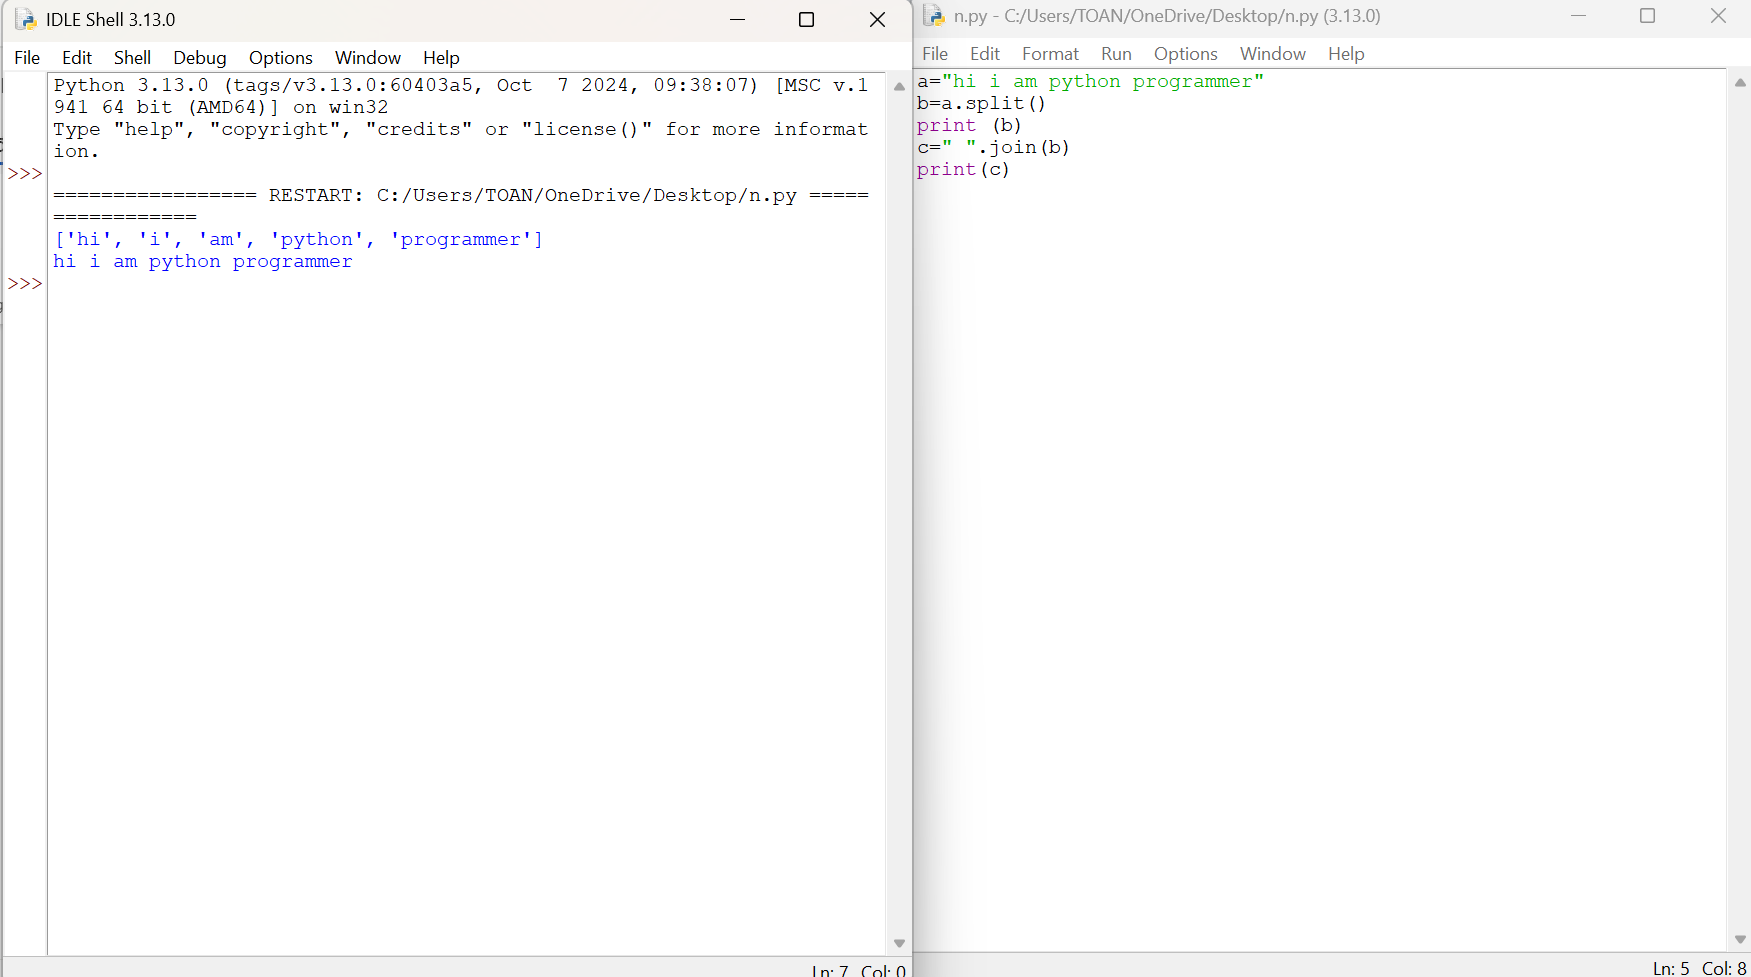 IDLE Shell 3.13.0
File Edit Shell Debug Options Window Help
Python 3.13.0 (tags/v3.13.0:60403a5, Oct  7 2024, 09:38:07) [MSC v.1
941 64 bit (AMD64)] on win32
Type "help", "copyright", "credits" or "license()" for more informat
ion.
>>>
================= RESTART: C:/Users/TOAN/OneDrive/Desktop/n.py =====
============
['hi', 'i', 'am', 'python', 'programmer']
hi i am python programmer
>>>
Ln: 7 Col: 0
n.py - C:/Users/TOAN/OneDrive/Desktop/n.py (3.13.0)
File Edit Format Run Options Window Help
a="hi i am python programmer"
b=a.split()
print (b)
c=" ".join(b)
print(c)
Ln: 5 Col: 8